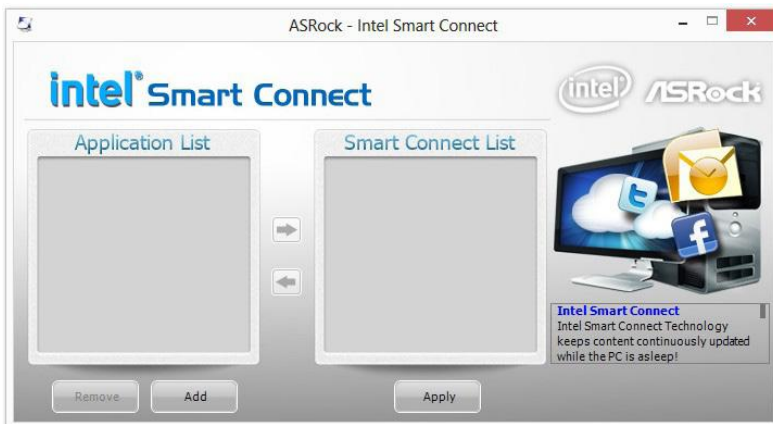 ASRock - Intel Smart Connect
intel® Smart Connect
intel® ASRock
Application List
Smart Connect List
Intel Smart Connect
Intel Smart Connect Technology
keeps content continuously updated
while the PC is asleep!
Remove
Add
Apply